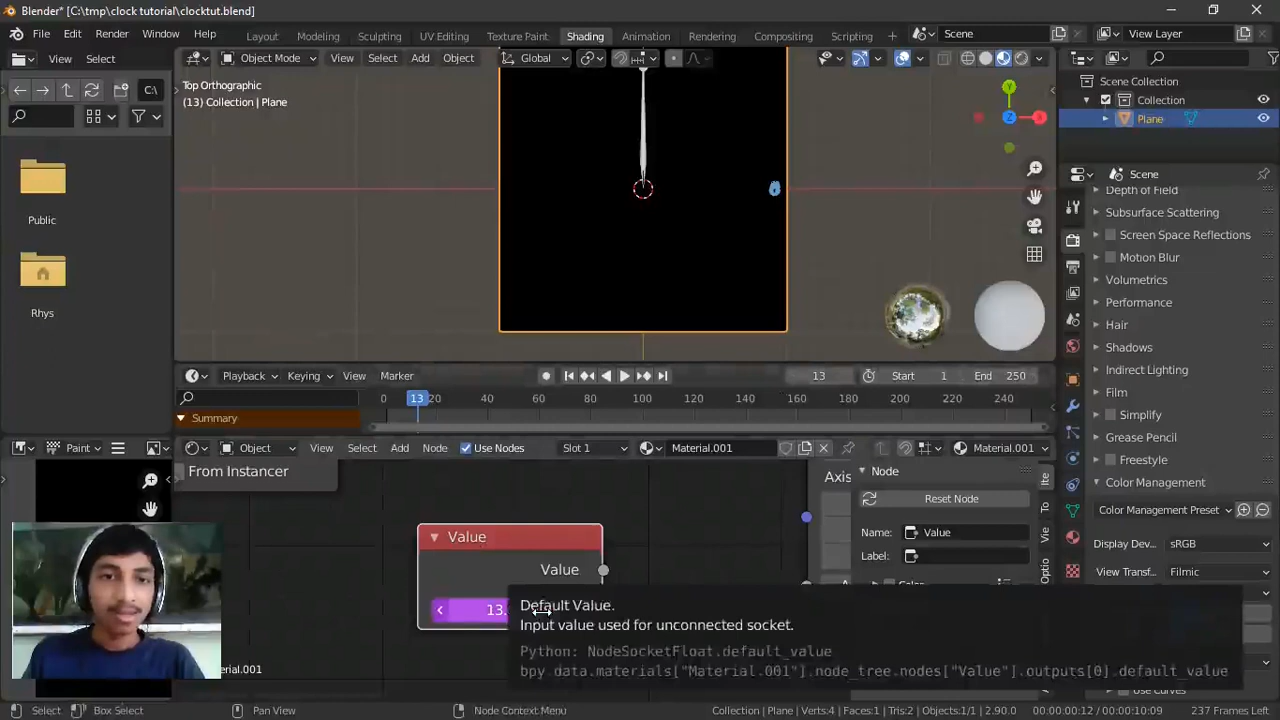 Blender* [C:\tmp\clock tutorial\clocktut.blend]
File Edit Render Window Help Layout Modeling Sculpting UV Editing Texture Paint Shading Animation Rendering Compositing Scripting + Scene View Layer
View Select Object Mode View Select Add Object Global
Scene Collection
C:\ Top Orthographic Collection
(13) Collection | Plane Plane
Y
Z X
Scene
Depth of Field
Public Subsurface Scattering
Screen Space Reflections
Motion Blur
Volumetrics
Performance
Rhys Hair
Shadows
Playback Keying View Marker 13 Start 1 End 250 Indirect Lighting
0 13 20 40 60 80 100 120 140 160 180 200 220 240 Film
Summary Simplify
Grease Pencil
Paint Object View Select Add Node Use Nodes Slot 1 Material.001 Material.001 Freestyle
From Instancer Axis Node Color Management
Reset Node Color Management Preset
Value Name: Value Display Dev... sRGB
Value Label: View Transf... Filmic
Color
13.
Default Value.
Input value used for unconnected socket.
Python: NodeSocketFloat.default_value
bpy data.materials["Material.001"].node_tree.nodes["Value"].outputs[0].default_value
Use Curves
Select Box Select Pan View Node Context Menu Collection | Plane | Verts:4 | Faces:1 | Tris:2 | Objects:1/1 | 2.90.0 00:00:00:12 / 00:00:10:09 237 Frames Left